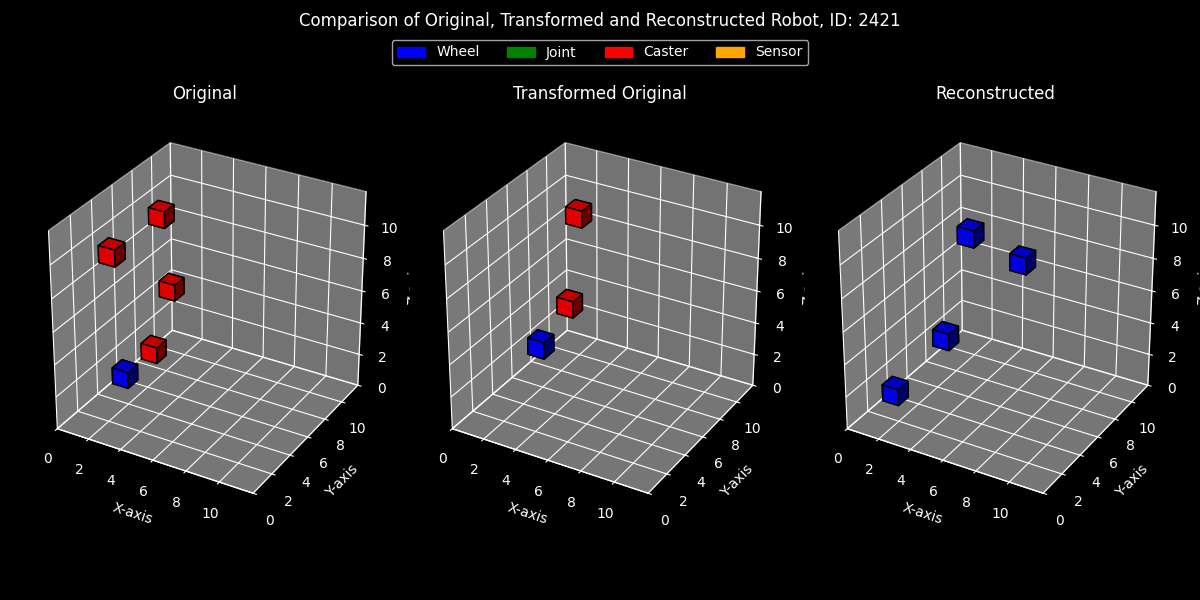 Comparison of Original, Transformed and Reconstructed Robot, ID: 2421
Wheel Joint Caster Sensor
Original Transformed Original Reconstructed
10 10 10
8 8 8
6 6 6
4 4 4
2 2 2
0 0 0
0 2 4 6 8 10 0 2 4 6 8 10 0 2 4 6 8 10
X-axis X-axis X-axis
0 2 4 6 8 10 0 2 4 6 8 10 0 2 4 6 8 10
Y-axis Y-axis Y-axis